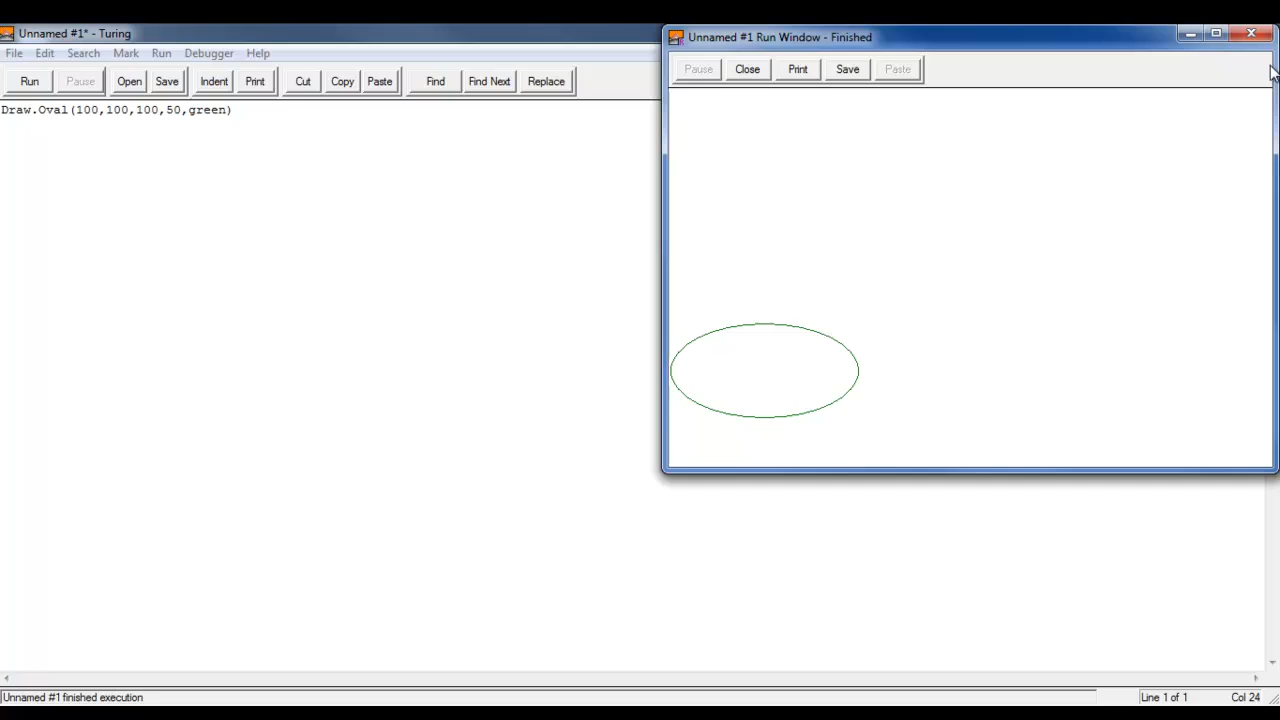 Unnamed #1* - Turing
File Edit Search Mark Run Debugger Help
Run Pause Open Save Indent Print Cut Copy Paste Find Find Next Replace
Draw.Oval(100,100,100,50,green)
Unnamed #1 Run Window - Finished
Pause Close Print Save Paste
Unnamed #1 finished execution
Line 1 of 1 Col 24